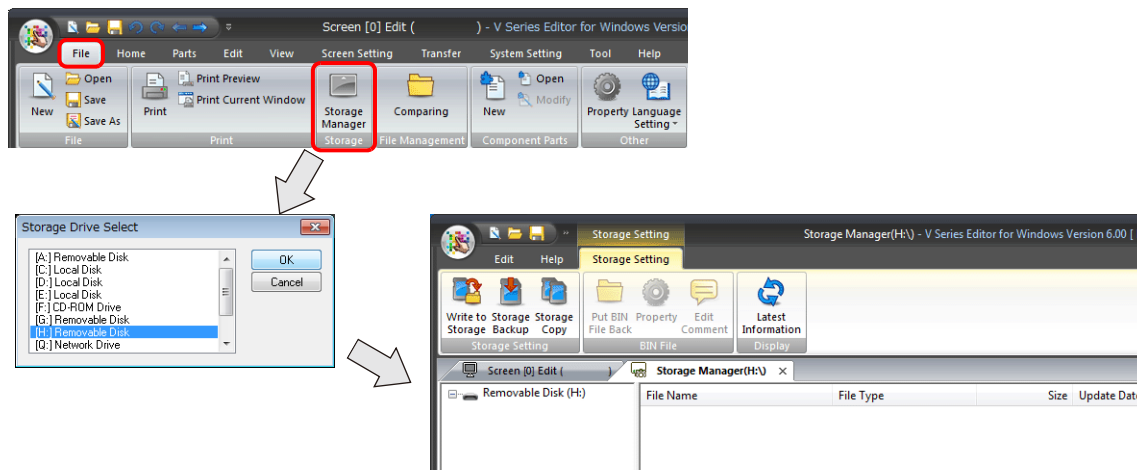 Screen [0] Edit ( ) - V Series Editor for Windows Versio
File Home Parts Edit View Screen Setting Transfer System Setting Tool Help
New
Open
Save
Save As
File
Print
Print Preview
Print Current Window
Print
Storage
Manager
Storage
Comparing
File Management
New
Open
Modify
Component Parts
Property
Language
Setting
Other
Storage Drive Select
[A:] Removable Disk
[C:] Local Disk
[D:] Local Disk
[E:] Local Disk
[F:] CD-ROM Drive
[G:] Removable Disk
[H:] Removable Disk
[Q:] Network Drive
OK
Cancel
Storage Setting
Storage Manager(H:\) - V Series Editor for Windows Version 6.00 [
Edit Help Storage Setting
Write to
Storage
Storage
Backup
Storage
Copy
Storage Setting
Put BIN
File Back
Property
Edit
Comment
BIN File
Latest
Information
Display
Screen [0] Edit ( )
Storage Manager(H:\)
Removable Disk (H:)
File Name File Type Size Update Date